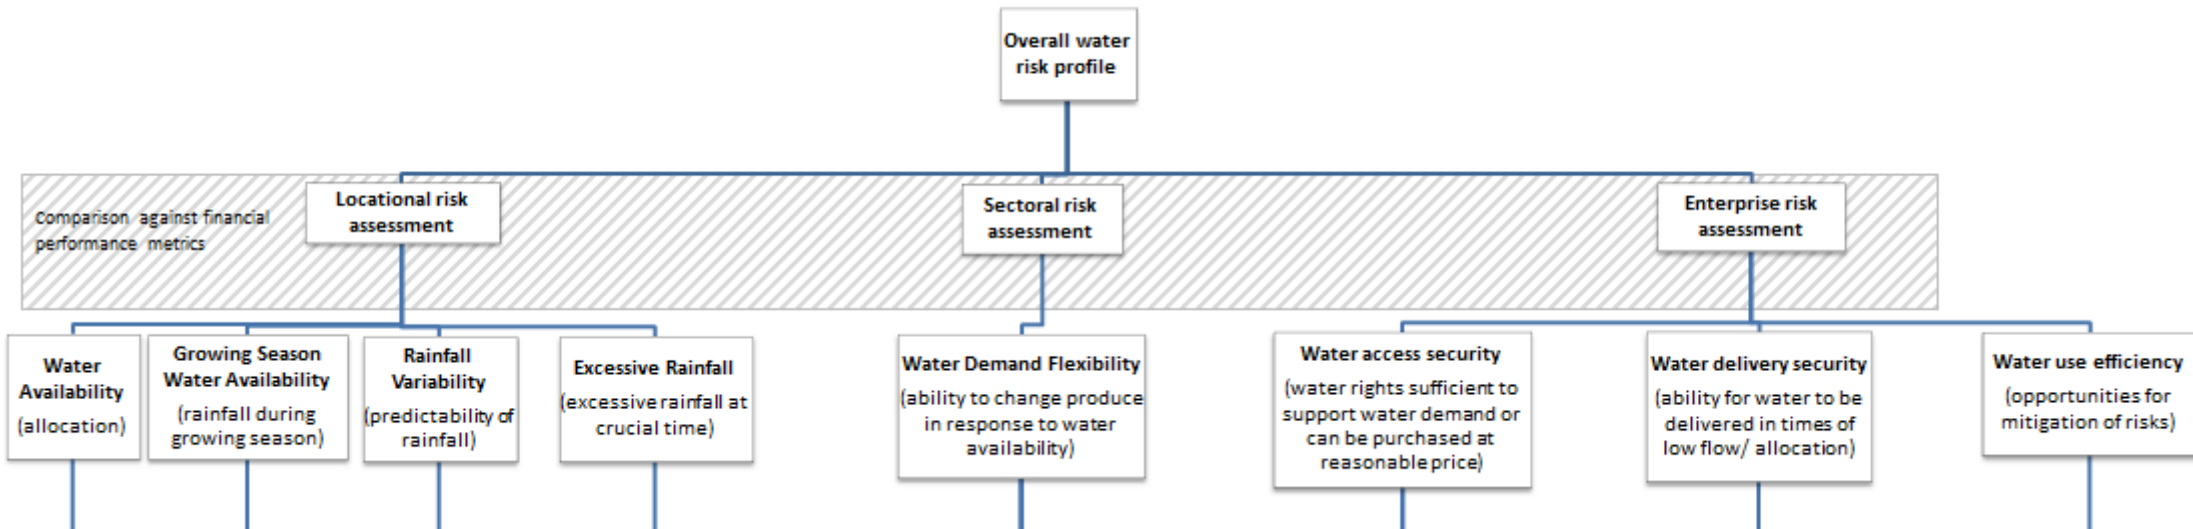 Overall water
risk profile
Comparison against financial
performance metrics
Locational risk
assessment
Sectoral risk
assessment
Enterprise risk
assessment
Water
Availability
(allocation)
Growing Season
Water Availability
(rainfall during
growing season)
Rainfall
Variability
(predictability of
rainfall)
Excessive Rainfall
(excessive rainfall at
crucial time)
Water Demand Flexibility
(ability to change produce
in response to water
availability)
Water access security
(water rights sufficient to
support water demand or
can be purchased at
reasonable price)
Water delivery security
(ability for water to be
delivered in times of
low flow/ allocation)
Water use efficiency
(opportunities for
mitigation of risks)